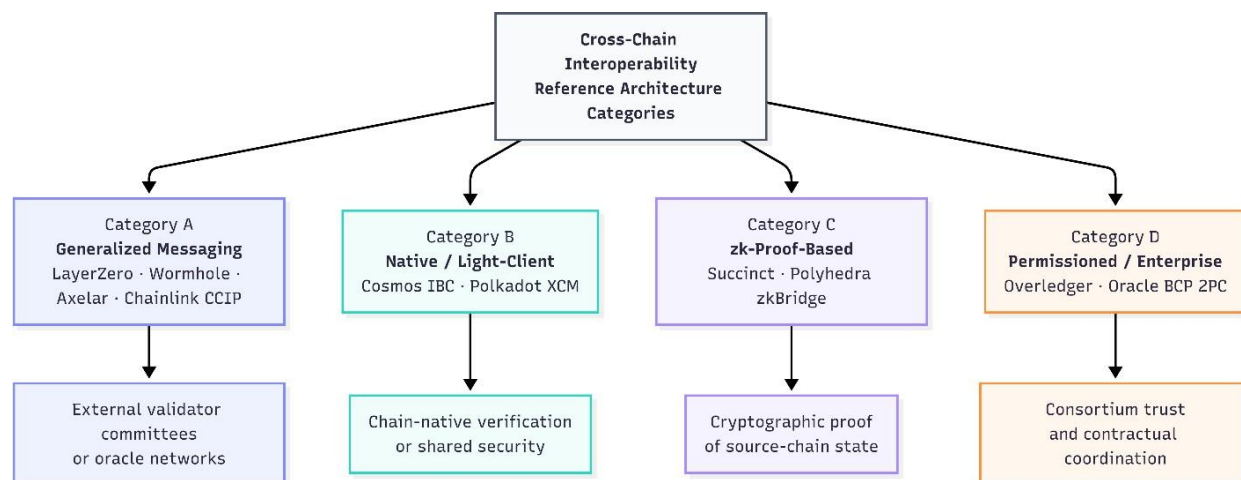 Cross-Chain
Interoperability
Reference Architecture
Categories
Category A
Generalized Messaging
LayerZero · Wormhole ·
Axelar · Chainlink CCIP
Category B
Native / Light-Client
Cosmos IBC · Polkadot XCM
Category C
zk-Proof-Based
Succinct · Polyhedra
zkBridge
Category D
Permissioned / Enterprise
Overledger · Oracle BCP 2PC
External validator
committees
or oracle networks
Chain-native verification
or shared security
Cryptographic proof
of source-chain state
Consortium trust
and contractual
coordination